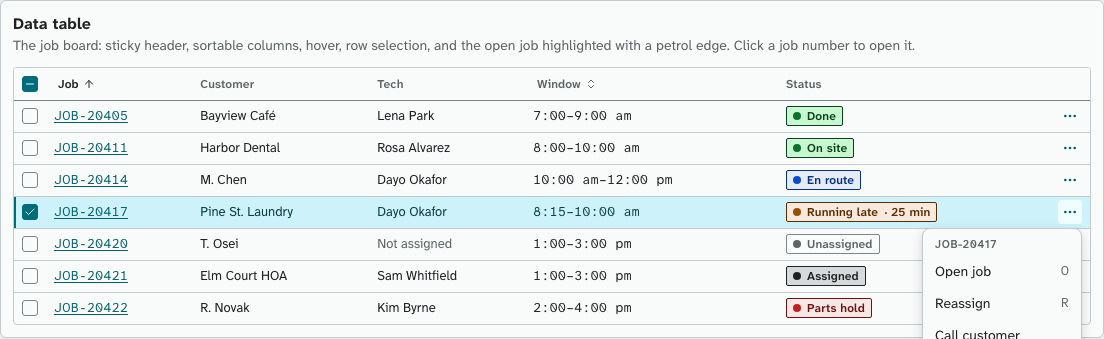 Data table
The job board: sticky header, sortable columns, hover, row selection, and the open job highlighted with a petrol edge. Click a job number to open it.
Job Customer Tech Window Status
JOB-20405 Bayview Café Lena Park 7:00–9:00 am Done
JOB-20411 Harbor Dental Rosa Alvarez 8:00–10:00 am On site
JOB-20414 M. Chen Dayo Okafor 10:00 am–12:00 pm En route
JOB-20417 Pine St. Laundry Dayo Okafor 8:15–10:00 am Running late · 25 min
JOB-20420 T. Osei Not assigned 1:00–3:00 pm Unassigned
JOB-20421 Elm Court HOA Sam Whitfield 1:00–3:00 pm Assigned
JOB-20422 R. Novak Kim Byrne 2:00–4:00 pm Parts hold
JOB-20417
Open job O
Reassign R
Call customer